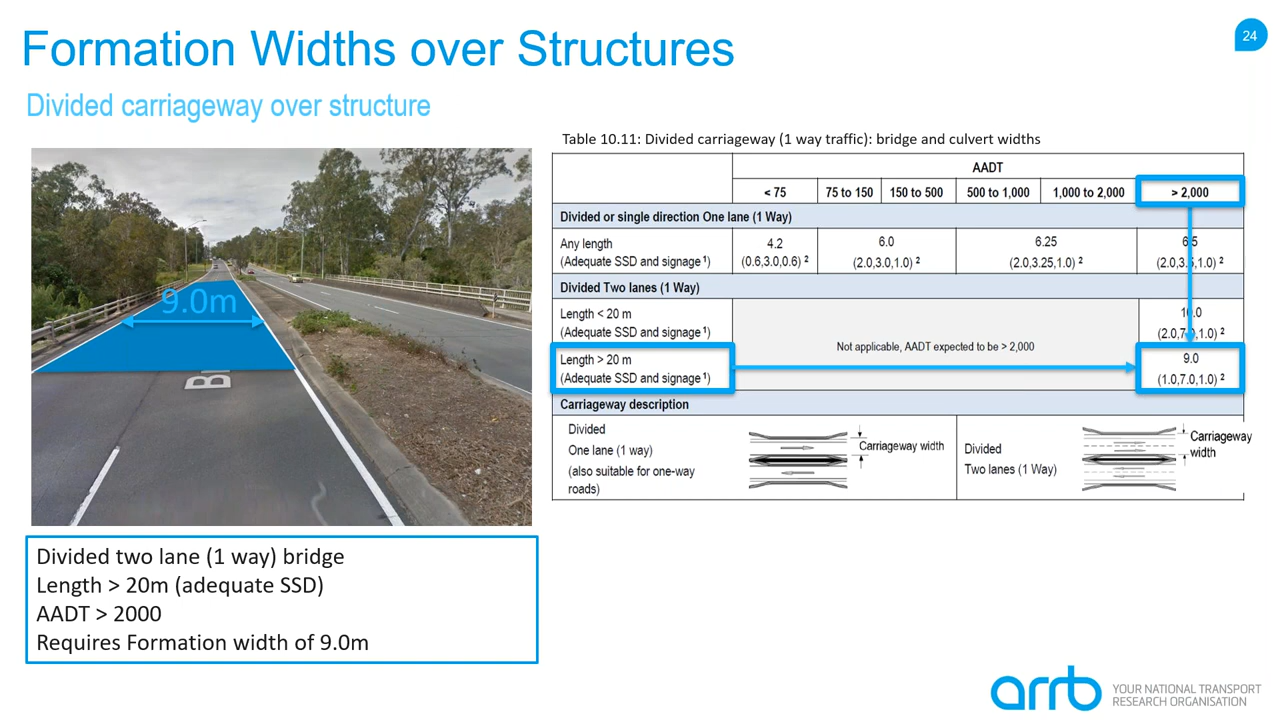 Formation Widths over Structures
24
Divided carriageway over structure
9.0m
Table 10.11: Divided carriageway (1 way traffic): bridge and culvert widths
AADT
< 75 75 to 150 150 to 500 500 to 1,000 1,000 to 2,000 > 2,000
Divided or single direction One lane (1 Way)
Any length 4.2 6.0 6.25 6.5
(Adequate SSD and signage ¹) (0.6,3.0,0.6) ² (2.0,3.0,1.0) ² (2.0,3.25,1.0) ² (2.0,3.5,1.0) ²
Divided Two lanes (1 Way)
Length < 20 m 10.0
(Adequate SSD and signage ¹) (2.0,7.0,1.0) ²
Not applicable, AADT expected to be > 2,000
Length > 20 m 9.0
(Adequate SSD and signage ¹) (1.0,7.0,1.0) ²
Carriageway description
Divided
One lane (1 way)
(also suitable for one-way
roads)
Carriageway width
Divided
Two lanes (1 Way)
Carriageway
width
Divided two lane (1 way) bridge
Length > 20m (adequate SSD)
AADT > 2000
Requires Formation width of 9.0m
arrb
YOUR NATIONAL TRANSPORT
RESEARCH ORGANISATION